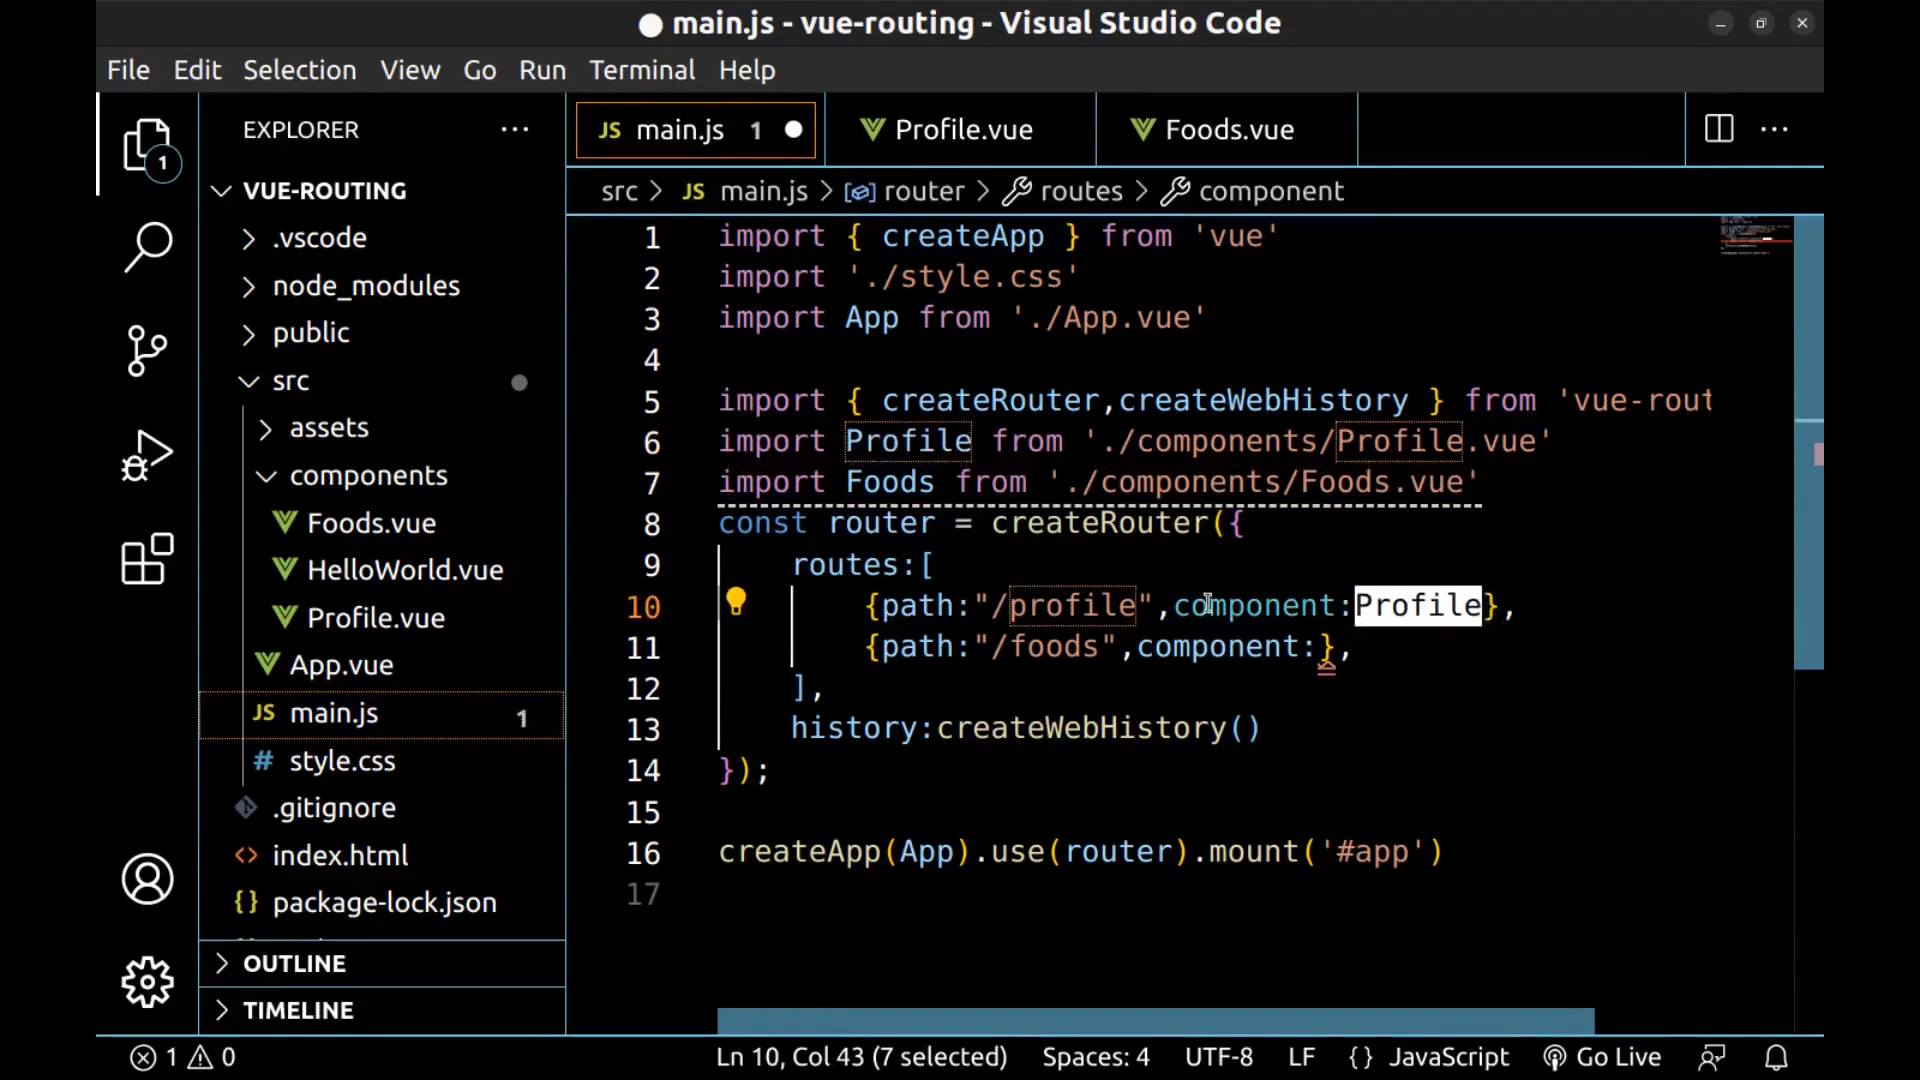 main.js - vue-routing - Visual Studio Code
File Edit Selection View Go Run Terminal Help
EXPLORER
JS main.js 1
Profile.vue
Foods.vue
src > JS main.js > router > routes > component
1
VUE-ROUTING
.vscode
node_modules
public
src
assets
components
Foods.vue
HelloWorld.vue
Profile.vue
App.vue
JS main.js 1
# style.css
.gitignore
<> index.html
{} package-lock.json
OUTLINE
TIMELINE
1 import { createApp } from 'vue'
2 import './style.css'
3 import App from './App.vue'
4
5 import { createRouter,createWebHistory } from 'vue-rout
6 import Profile from './components/Profile.vue'
7 import Foods from './components/Foods.vue'
8 const router = createRouter({
9 routes:[
10 {path:"/profile",component:Profile},
11 {path:"/foods",component:},
12 ],
13 history:createWebHistory()
14 });
15
16 createApp(App).use(router).mount('#app')
17
1 0 Ln 10, Col 43 (7 selected) Spaces: 4 UTF-8 LF {} JavaScript Go Live